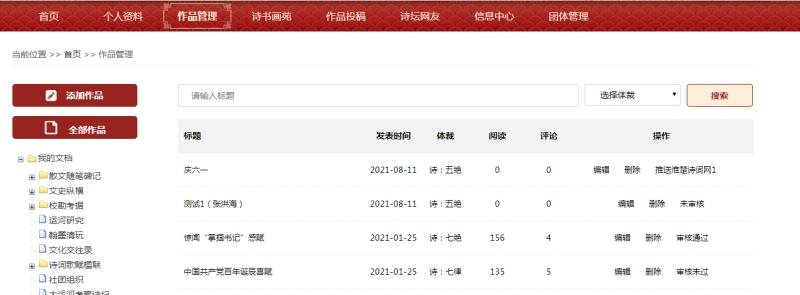 首页 个人资料 作品管理 诗书画苑 作品投稿 诗坛网友 信息中心 团体管理
当前位置 >> 首页 >> 作品管理
添加作品
全部作品
我的文档
散文随笔碑记
文史纵横
校勘考据
运河研究
翰墨清玩
文化交往录
诗词歌赋楹联
社团组织
请输入标题 选择体裁 搜索
标题 发表时间 体裁 阅读 评论 操作
庆六一 2021-08-11 诗：五绝 0 0 编辑 删除 推送推楚诗词网1
测试1（张洪海） 2021-08-11 诗：五绝 0 0 编辑 删除 未审核
惊闻“掌掴书记”感赋 2021-01-25 诗：七绝 156 4 编辑 删除 审核通过
中国共产党百年诞辰喜赋 2021-01-25 诗：七律 135 5 编辑 删除 审核未过